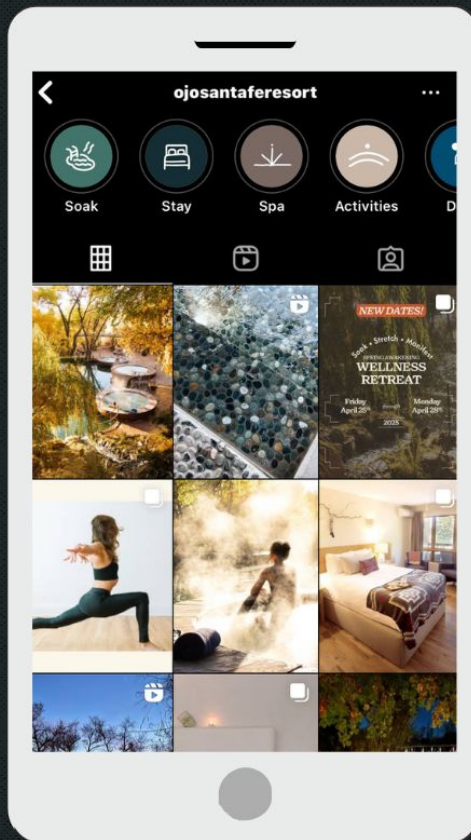 ojosantaferesort
Soak
Stay
Spa
Activities
D
NEW DATES!
Soak • Stretch • Manifest
SPRING AWAKENING
WELLNESS
RETREAT
Friday
April 25th
through
Monday
April 28th
2025